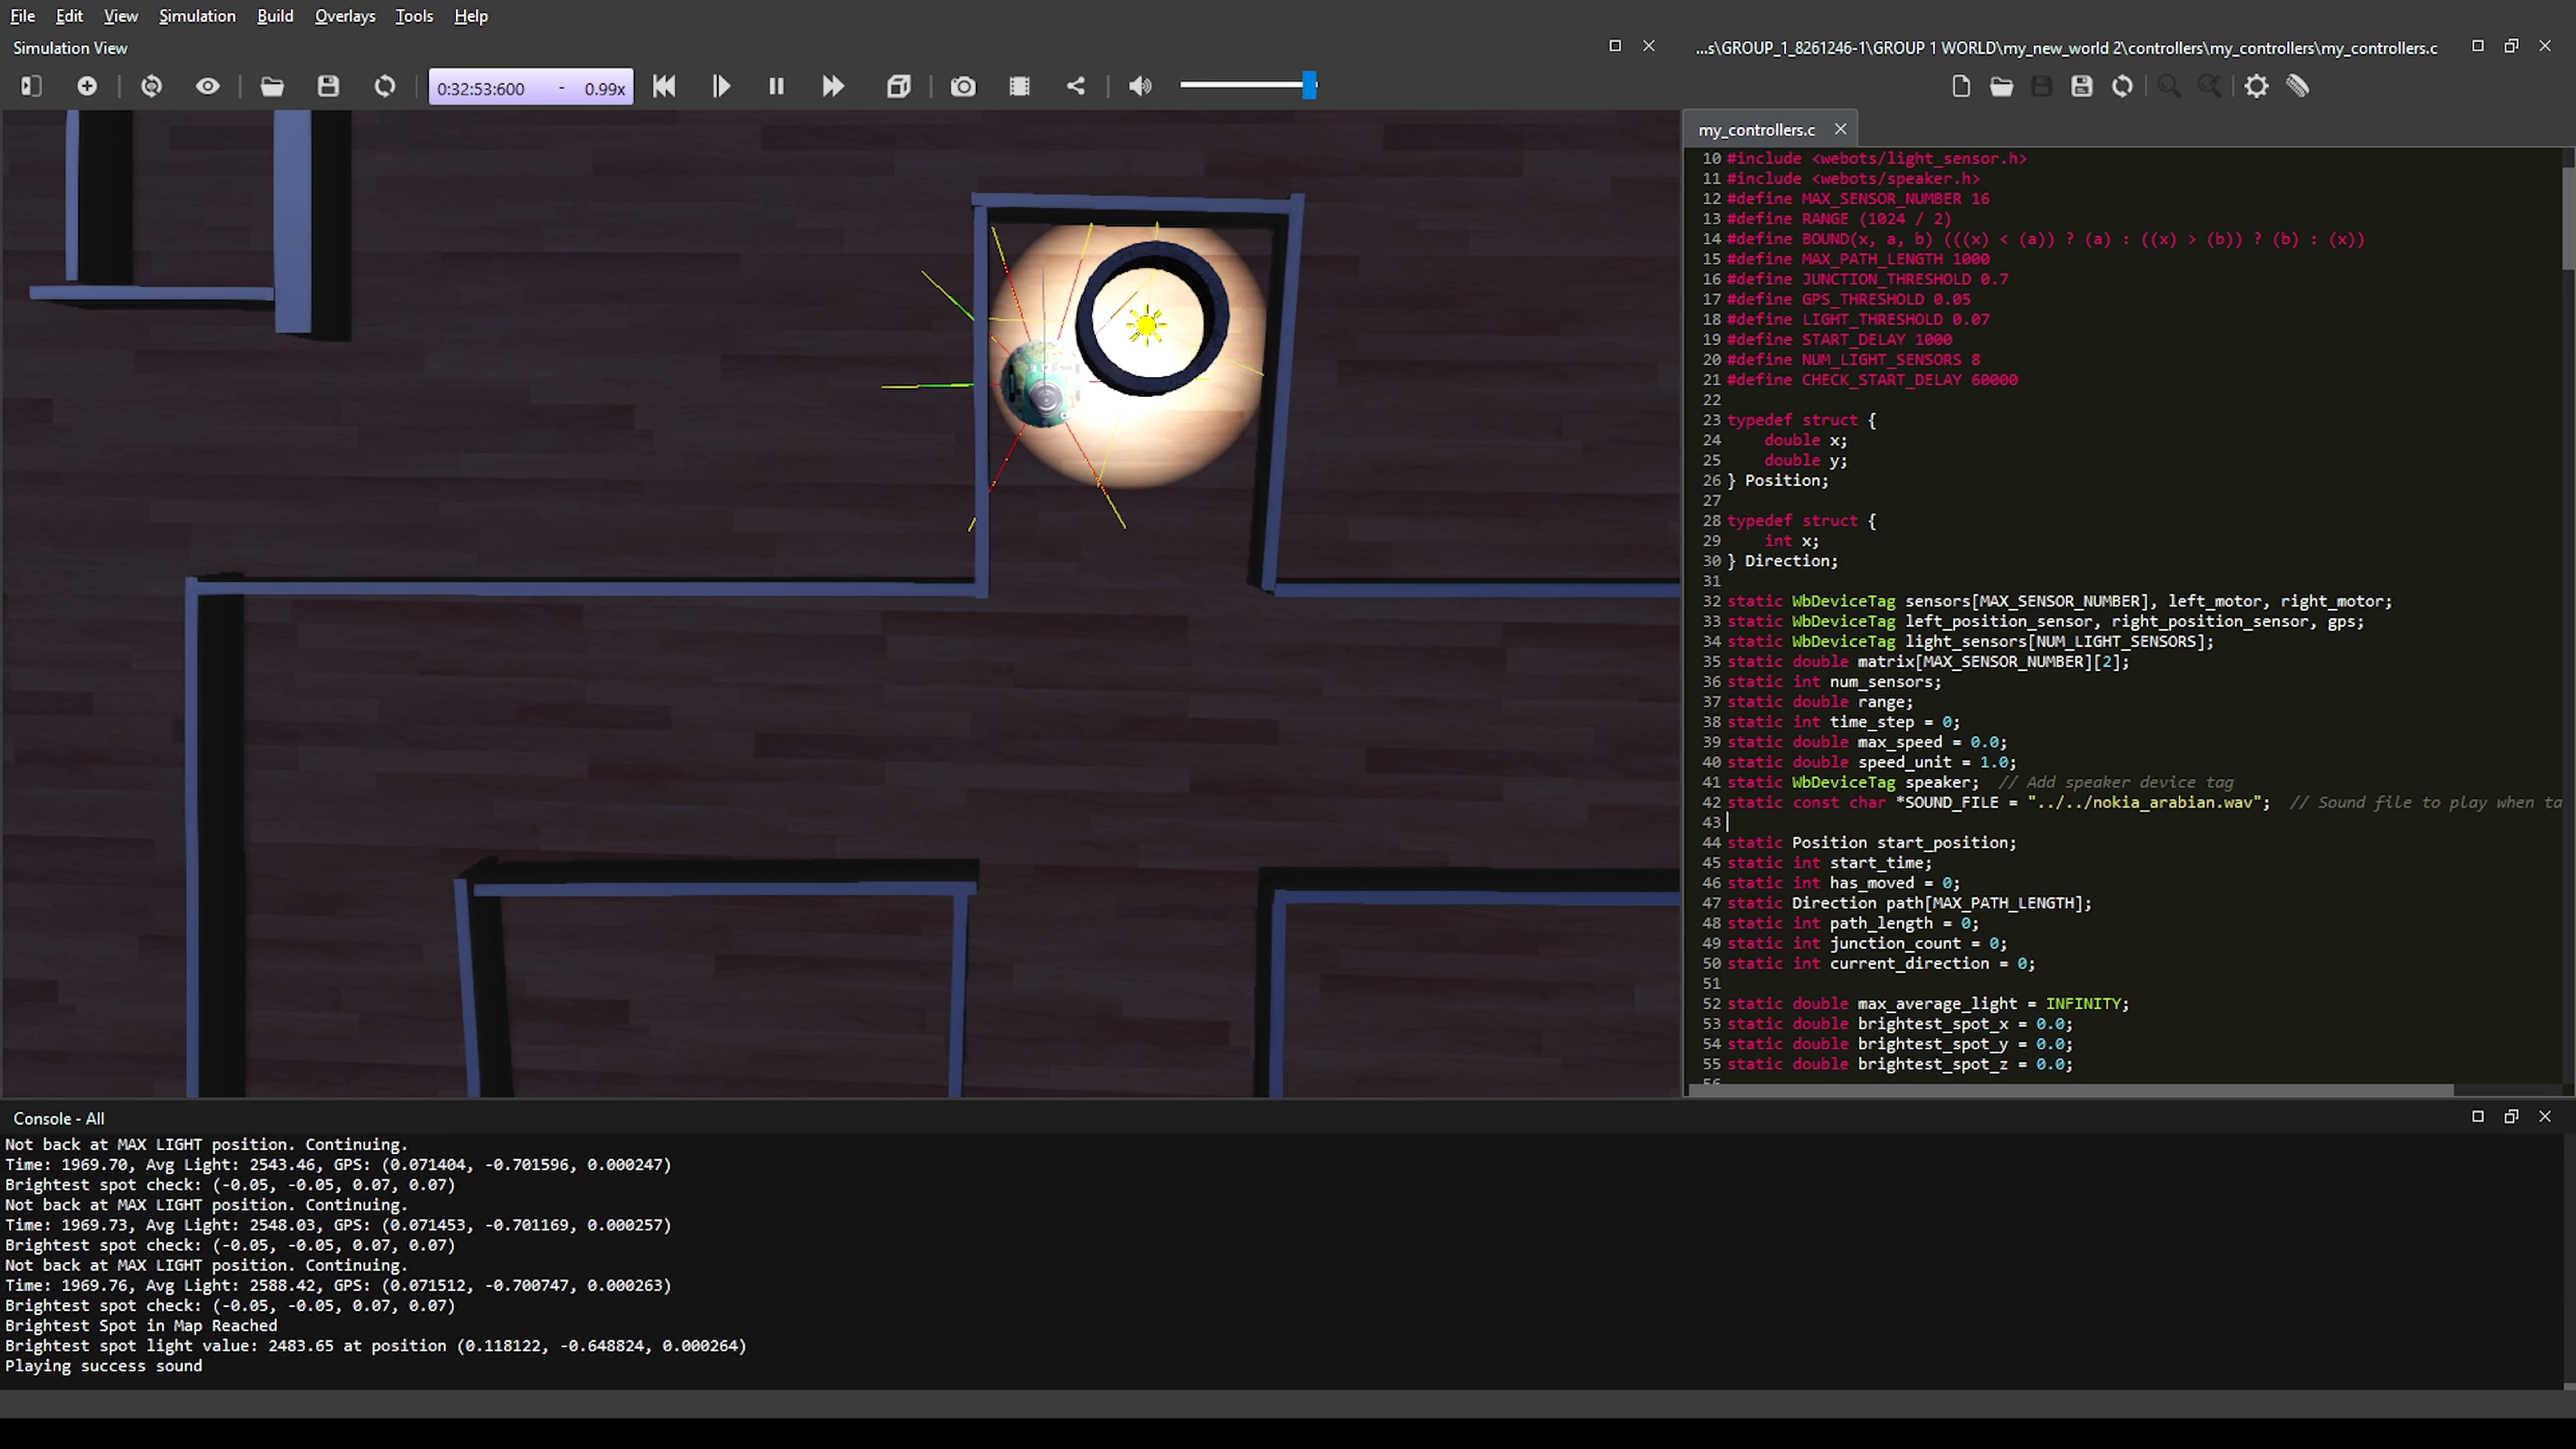 File Edit View Simulation Build Overlays Tools Help
Simulation View
0:32:53:600 - 0.99x
...s\GROUP_1_8261246-1\GROUP 1 WORLD\my_new_world 2\controllers\my_controllers\my_controllers.c
my_controllers.c
10 #include <webots/light_sensor.h>
11 #include <webots/speaker.h>
12 #define MAX_SENSOR_NUMBER 16
13 #define RANGE (1024 / 2)
14 #define BOUND(x, a, b) (((x) < (a)) ? (a) : ((x) > (b)) ? (b) : (x))
15 #define MAX_PATH_LENGTH 1000
16 #define JUNCTION_THRESHOLD 0.7
17 #define GPS_THRESHOLD 0.05
18 #define LIGHT_THRESHOLD 0.07
19 #define START_DELAY 1000
20 #define NUM_LIGHT_SENSORS 8
21 #define CHECK_START_DELAY 60000
22
23 typedef struct {
24 double x;
25 double y;
26 } Position;
27
28 typedef struct {
29 int x;
30 } Direction;
31
32 static WbDeviceTag sensors[MAX_SENSOR_NUMBER], left_motor, right_motor;
33 static WbDeviceTag left_position_sensor, right_position_sensor, gps;
34 static WbDeviceTag light_sensors[NUM_LIGHT_SENSORS];
35 static double matrix[MAX_SENSOR_NUMBER][2];
36 static int num_sensors;
37 static double range;
38 static int time_step = 0;
39 static double max_speed = 0.0;
40 static double speed_unit = 1.0;
41 static WbDeviceTag speaker; // Add speaker device tag
42 static const char *SOUND_FILE = "../../nokia_arabian.wav"; // Sound file to play when ta
43
44 static Position start_position;
45 static int start_time;
46 static int has_moved = 0;
47 static Direction path[MAX_PATH_LENGTH];
48 static int path_length = 0;
49 static int junction_count = 0;
50 static int current_direction = 0;
51
52 static double max_average_light = INFINITY;
53 static double brightest_spot_x = 0.0;
54 static double brightest_spot_y = 0.0;
55 static double brightest_spot_z = 0.0;
56
Console - All
Not back at MAX LIGHT position. Continuing.
Time: 1969.70, Avg Light: 2543.46, GPS: (0.071404, -0.701596, 0.000247)
Brightest spot check: (-0.05, -0.05, 0.07, 0.07)
Not back at MAX LIGHT position. Continuing.
Time: 1969.73, Avg Light: 2548.03, GPS: (0.071453, -0.701169, 0.000257)
Brightest spot check: (-0.05, -0.05, 0.07, 0.07)
Not back at MAX LIGHT position. Continuing.
Time: 1969.76, Avg Light: 2588.42, GPS: (0.071512, -0.700747, 0.000263)
Brightest spot check: (-0.05, -0.05, 0.07, 0.07)
Brightest Spot in Map Reached
Brightest spot light value: 2483.65 at position (0.118122, -0.648824, 0.000264)
Playing success sound